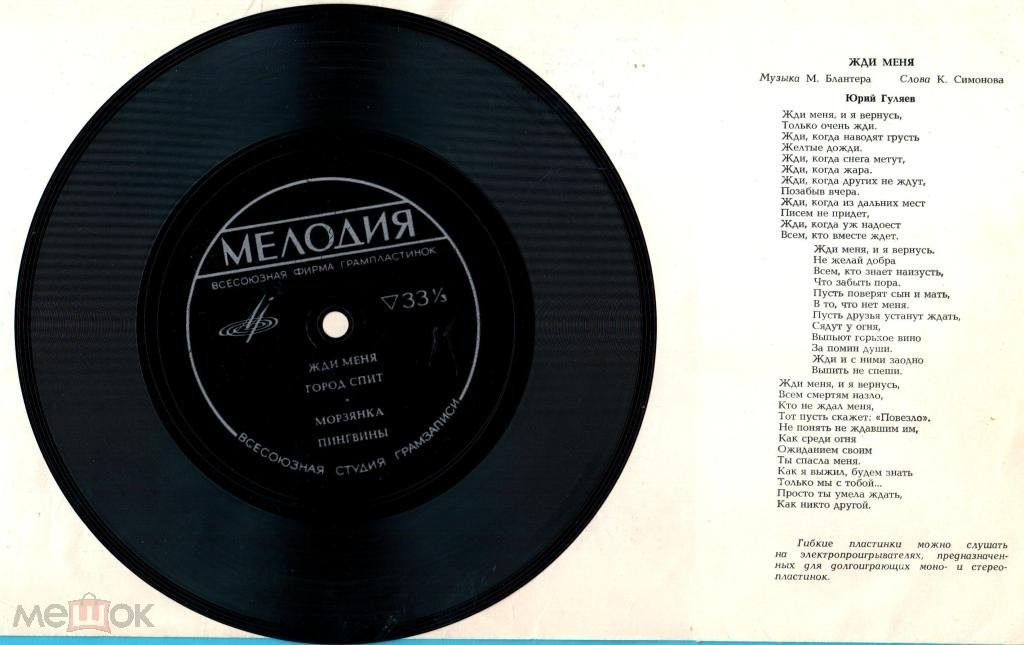 МЕЛОДИЯ
ВСЕСОЮЗНАЯ ФИРМА ГРАМПЛАСТИНОК
▽33⅓
ЖДИ МЕНЯ
ГОРОД СПИТ
•
МОРЗЯНКА
ПИНГВИНЫ
ВСЕСОЮЗНАЯ СТУДИЯ ГРАМЗАПИСИ
ЖДИ МЕНЯ
Музыка М. Блантера Слова К. Симонова
Юрий Гуляев
Жди меня, и я вернусь,
Только очень жди.
Жди, когда наводят грусть
Желтые дожди.
Жди, когда снега метут,
Жди, когда жара.
Жди, когда других не ждут,
Позабыв вчера.
Жди, когда из дальних мест
Писем не придет,
Жди, когда уж надоест
Всем, кто вместе ждет.
Жди меня, и я вернусь.
Не желай добра
Всем, кто знает наизусть,
Что забыть пора.
Пусть поверят сын и мать,
В то, что нет меня.
Пусть друзья устанут ждать,
Сядут у огня,
Выпьют горькое вино
За помин души.
Жди и с ними заодно
Выпить не спеши.
Жди меня, и я вернусь,
Всем смертям назло,
Кто не ждал меня,
Тот пусть скажет: «Повезло».
Не понять не ждавшим им,
Как среди огня
Ожиданием своим
Ты спасла меня.
Как я выжил, будем знать
Только мы с тобой...
Просто ты умела ждать,
Как никто другой.
Гибкие пластинки можно слушать
на электропроигрывателях, предназначен-
ных для долгоиграющих моно- и стерео-
пластинок.
мешок